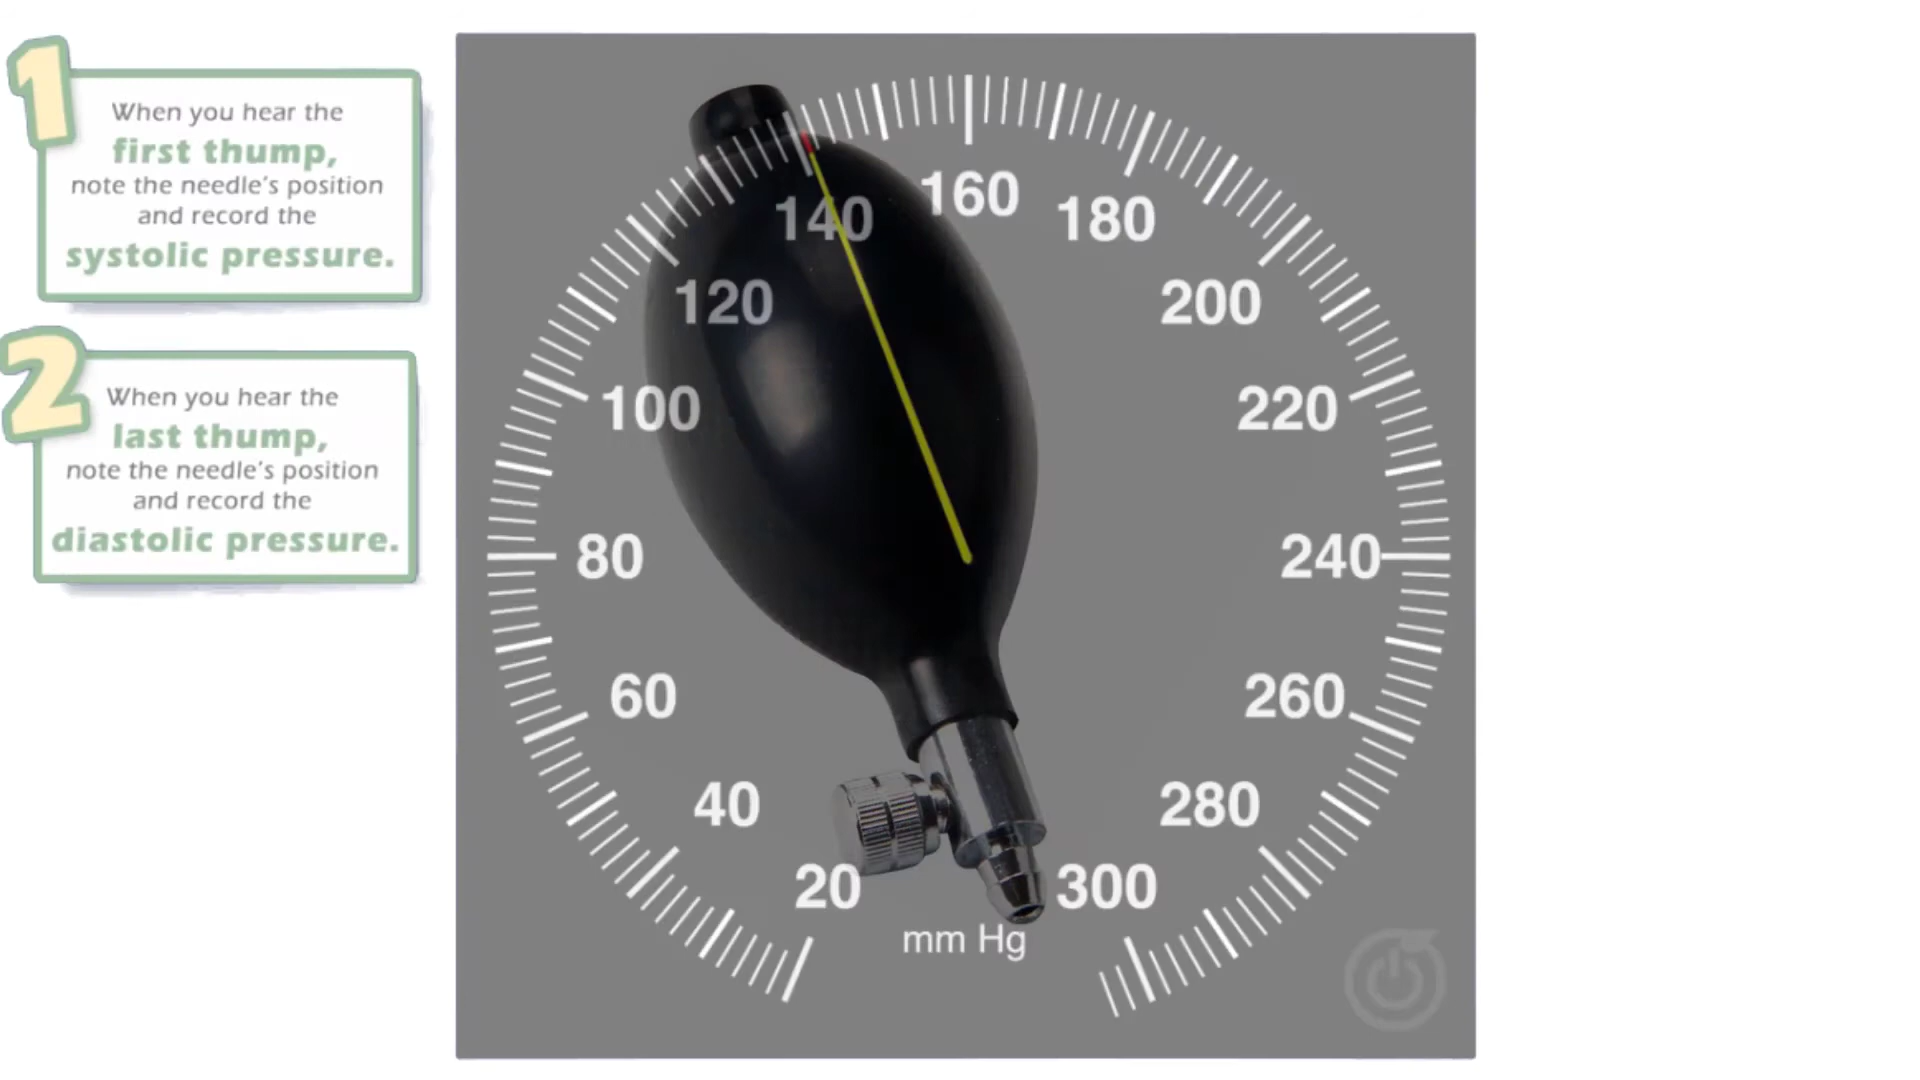 1
When you hear the
first thump,
note the needle's position
and record the
systolic pressure.
2
When you hear the
last thump,
note the needle's position
and record the
diastolic pressure.
160
140
180
120
200
100
220
80
240
60
260
40
280
20
300
mm Hg